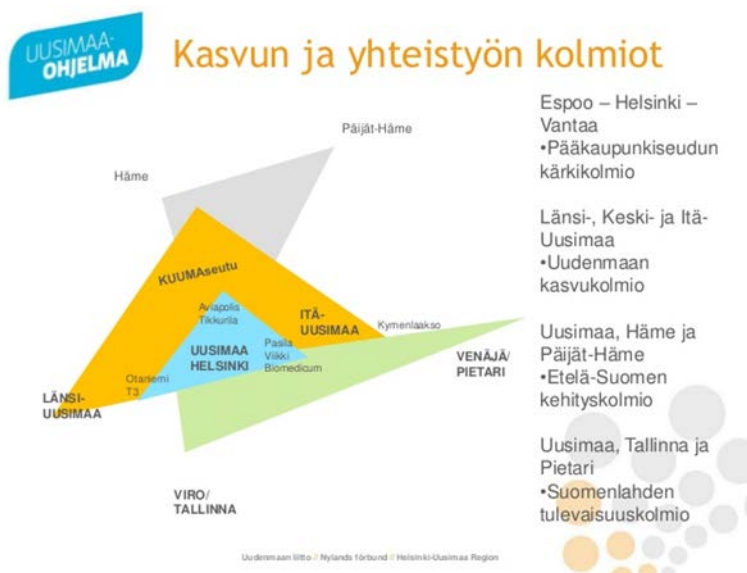 UUSIMAA-
OHJELMA
Kasvun ja yhteistyön kolmiot
Päijät-Häme
Häme
KUUMAseutu
Aviapolis
Tikkurila
ITÄ-
UUSIMAA
Kymenlaakso
UUSIMAA
HELSINKI
Pasila
Viikki
Biomedicum
VENÄJÄ/
PIETARI
Otaniemi
T3
LÄNSI-
UUSIMAA
VIRO/
TALLINNA
Espoo – Helsinki –
Vantaa
•Pääkaupunkiseudun
kärkikolmio
Länsi-, Keski- ja Itä-
Uusimaa
•Uudenmaan
kasvukolmio
Uusimaa, Häme ja
Päijät-Häme
•Etelä-Suomen
kehityskolmio
Uusimaa, Tallinna ja
Pietari
•Suomenlahden
tulevaisuuskolmio
Uudenmaan liitto // Nylands förbund // Helsinki-Uusimaa Region